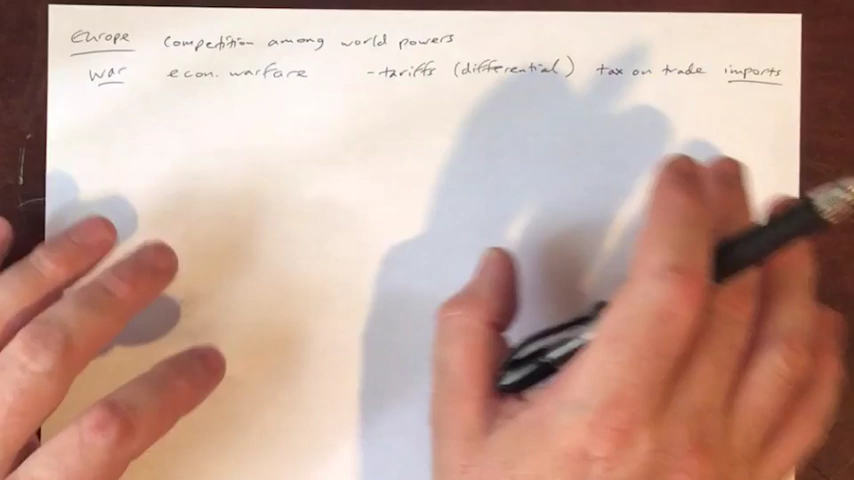 Europe competition among world powers
war econ. warfare - tariffs (differential) tax on trade imports